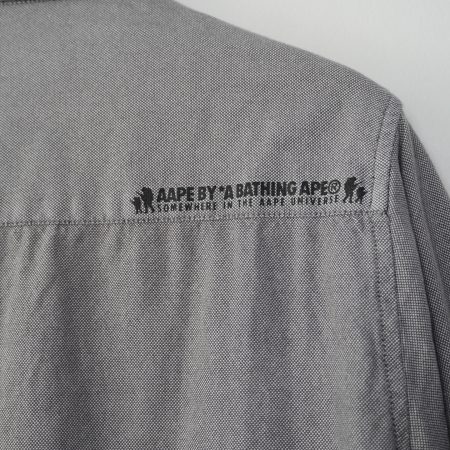 AAPE BY *A BATHING APE®
SOMEWHERE IN THE AAPE UNIVERSE